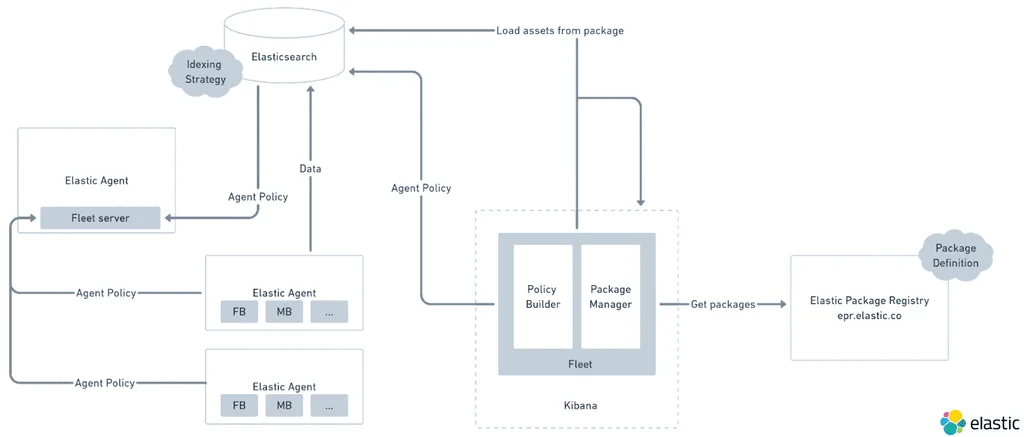 Load assets from package
Elasticsearch
Idexing
Strategy
Elastic Agent
Fleet server
Data
Agent Policy
Agent Policy
Agent Policy
Elastic Agent
FB MB ...
Agent Policy
Elastic Agent
FB MB ...
Policy
Builder
Package
Manager
Fleet
Kibana
Get packages
Package
Definition
Elastic Package Registry
epr.elastic.co
elastic